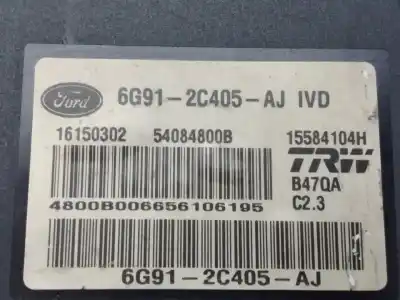 Ford 6G91-2C405-AJ IVD
16150302 54084800B 15584104H
TRW
B47QA
4800B006656106195 C2.3
6G91-2C405-AJ